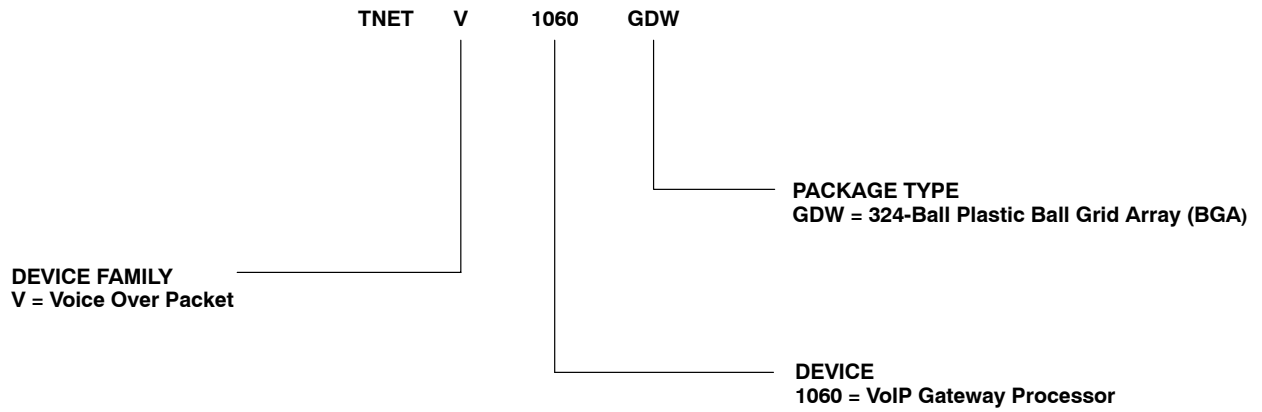 TNET V 1060 GDW
PACKAGE TYPE
GDW = 324-Ball Plastic Ball Grid Array (BGA)
DEVICE FAMILY
V = Voice Over Packet
DEVICE
1060 = VoIP Gateway Processor